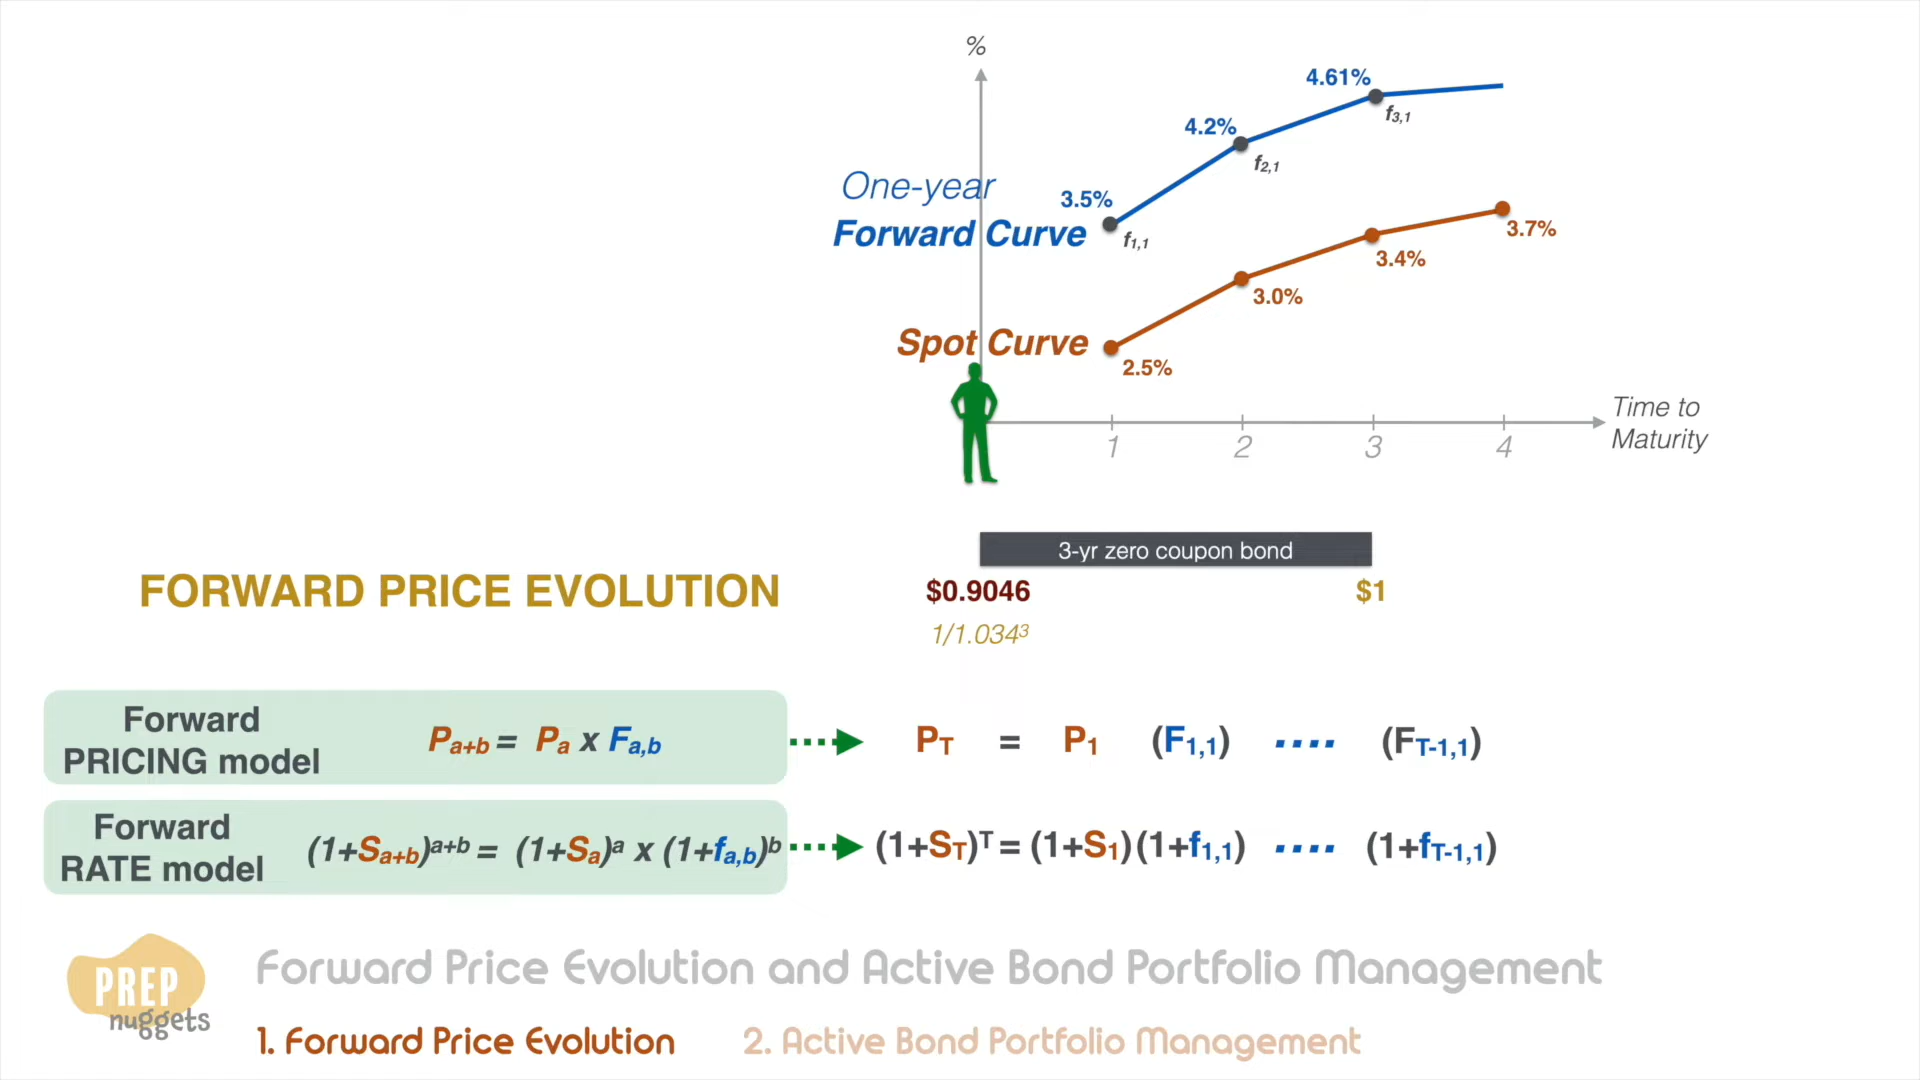 %
4.61%
f3,1
4.2%
f2,1
One-year
3.5%
Forward Curve
f1,1
3.7%
3.4%
3.0%
Spot Curve
2.5%
Time to
Maturity
1 2 3 4
3-yr zero coupon bond
FORWARD PRICE EVOLUTION
$0.9046
$1
1/1.034³
Forward
PRICING model
Pa+b = Pa x Fa,b
PT = P1 (F1,1) .... (FT-1,1)
Forward
RATE model
(1+Sa+b)a+b = (1+Sa)a x (1+fa,b)b
(1+ST)T = (1+S1)(1+f1,1) .... (1+fT-1,1)
PREP
nuggets
Forward Price Evolution and Active Bond Portfolio Management
1. Forward Price Evolution 2. Active Bond Portfolio Management